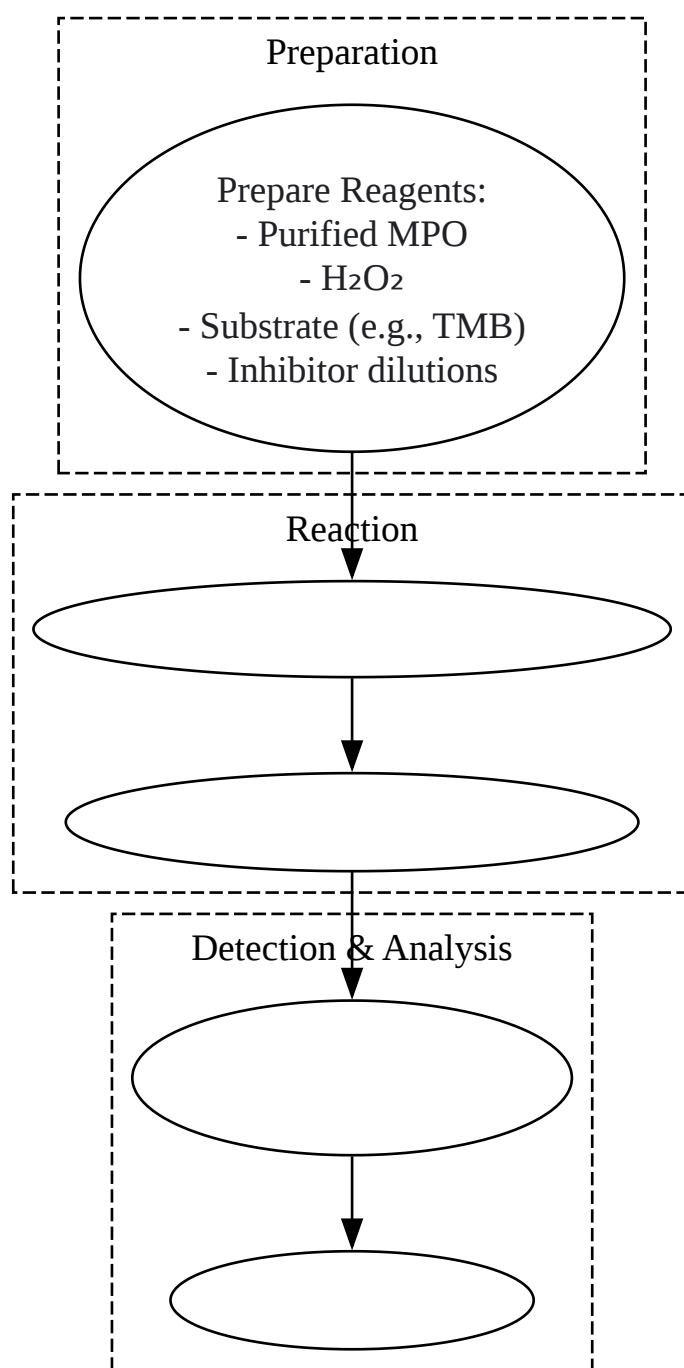 Preparation
Prepare Reagents:
- Purified MPO
- H₂O₂
- Substrate (e.g., TMB)
- Inhibitor dilutions
Reaction
Detection & Analysis